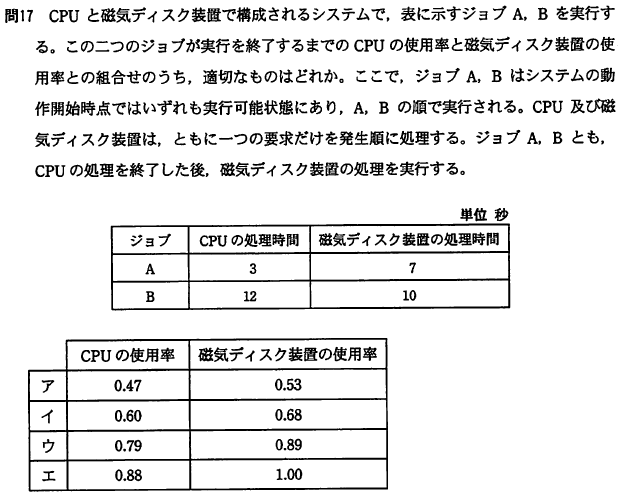 問17 CPU と磁気ディスク装置で構成されるシステムで，表に示すジョブ A，B を実行す
る。この二つのジョブが実行を終了するまでの CPU の使用率と磁気ディスク装置の使
用率との組合せのうち，適切なものはどれか。ここで，ジョブ A，B はシステムの動
作開始時点ではいずれも実行可能状態にあり，A，B の順で実行される。CPU 及び磁
気ディスク装置は，ともに一つの要求だけを発生順に処理する。ジョブ A，B とも，
CPU の処理を終了した後，磁気ディスク装置の処理を実行する。
単位 秒
ジョブ CPU の処理時間 磁気ディスク装置の処理時間
A 3 7
B 12 10
CPU の使用率 磁気ディスク装置の使用率
ア 0.47 0.53
イ 0.60 0.68
ウ 0.79 0.89
エ 0.88 1.00